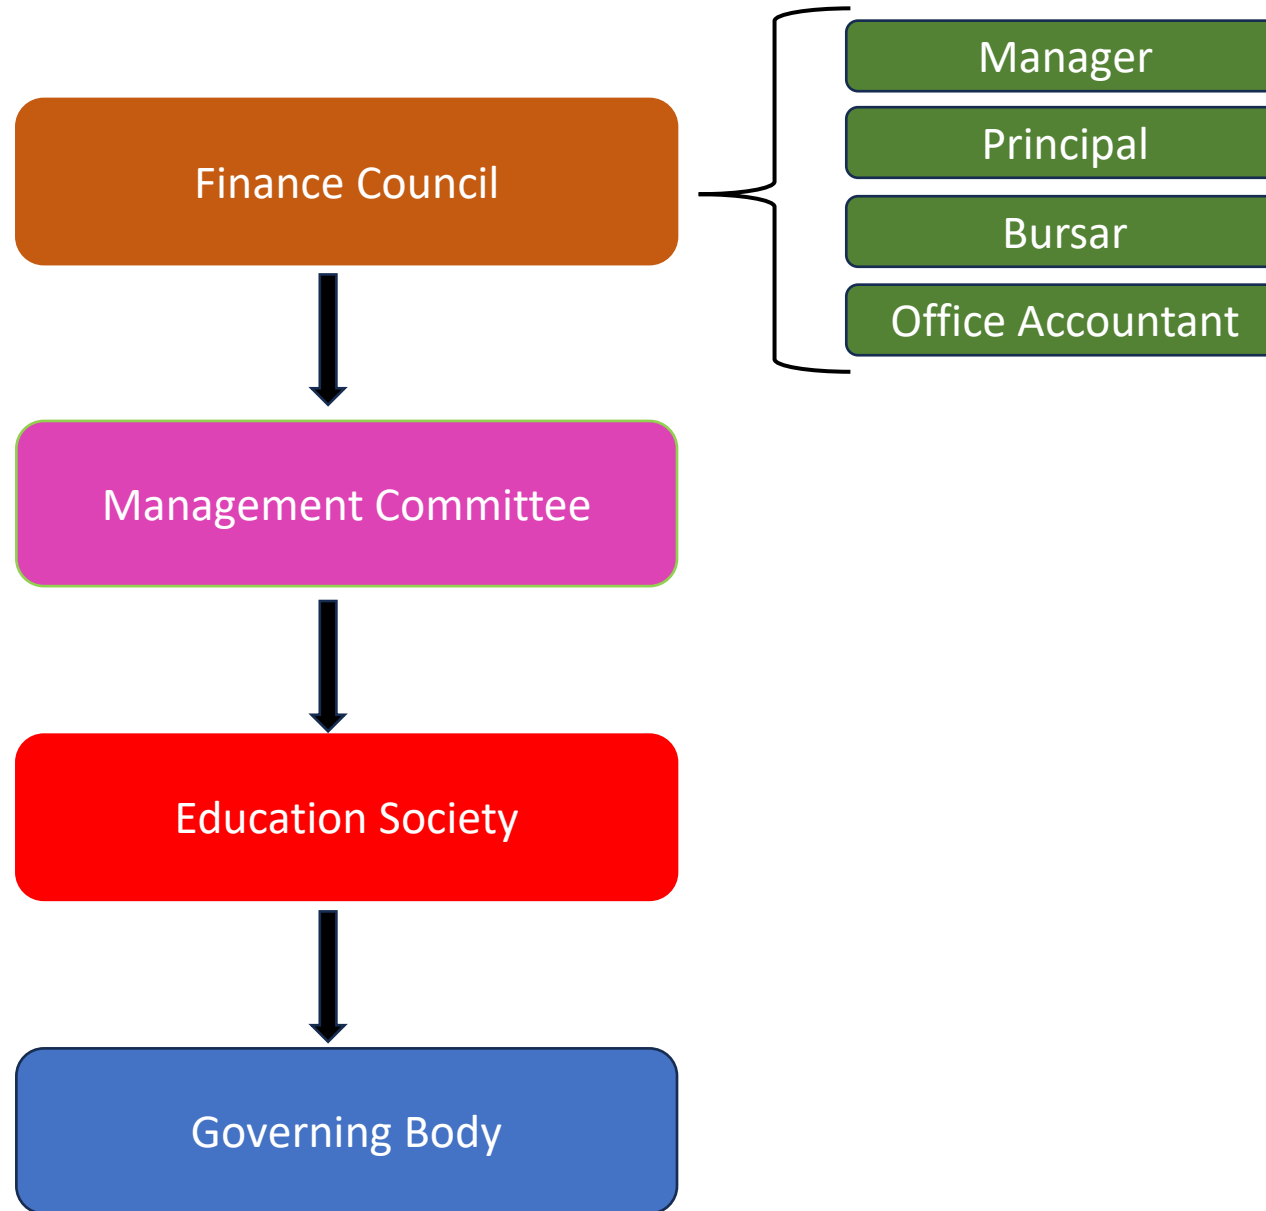 Finance Council
Manager
Principal
Bursar
Office Accountant
Management Committee
Education Society
Governing Body